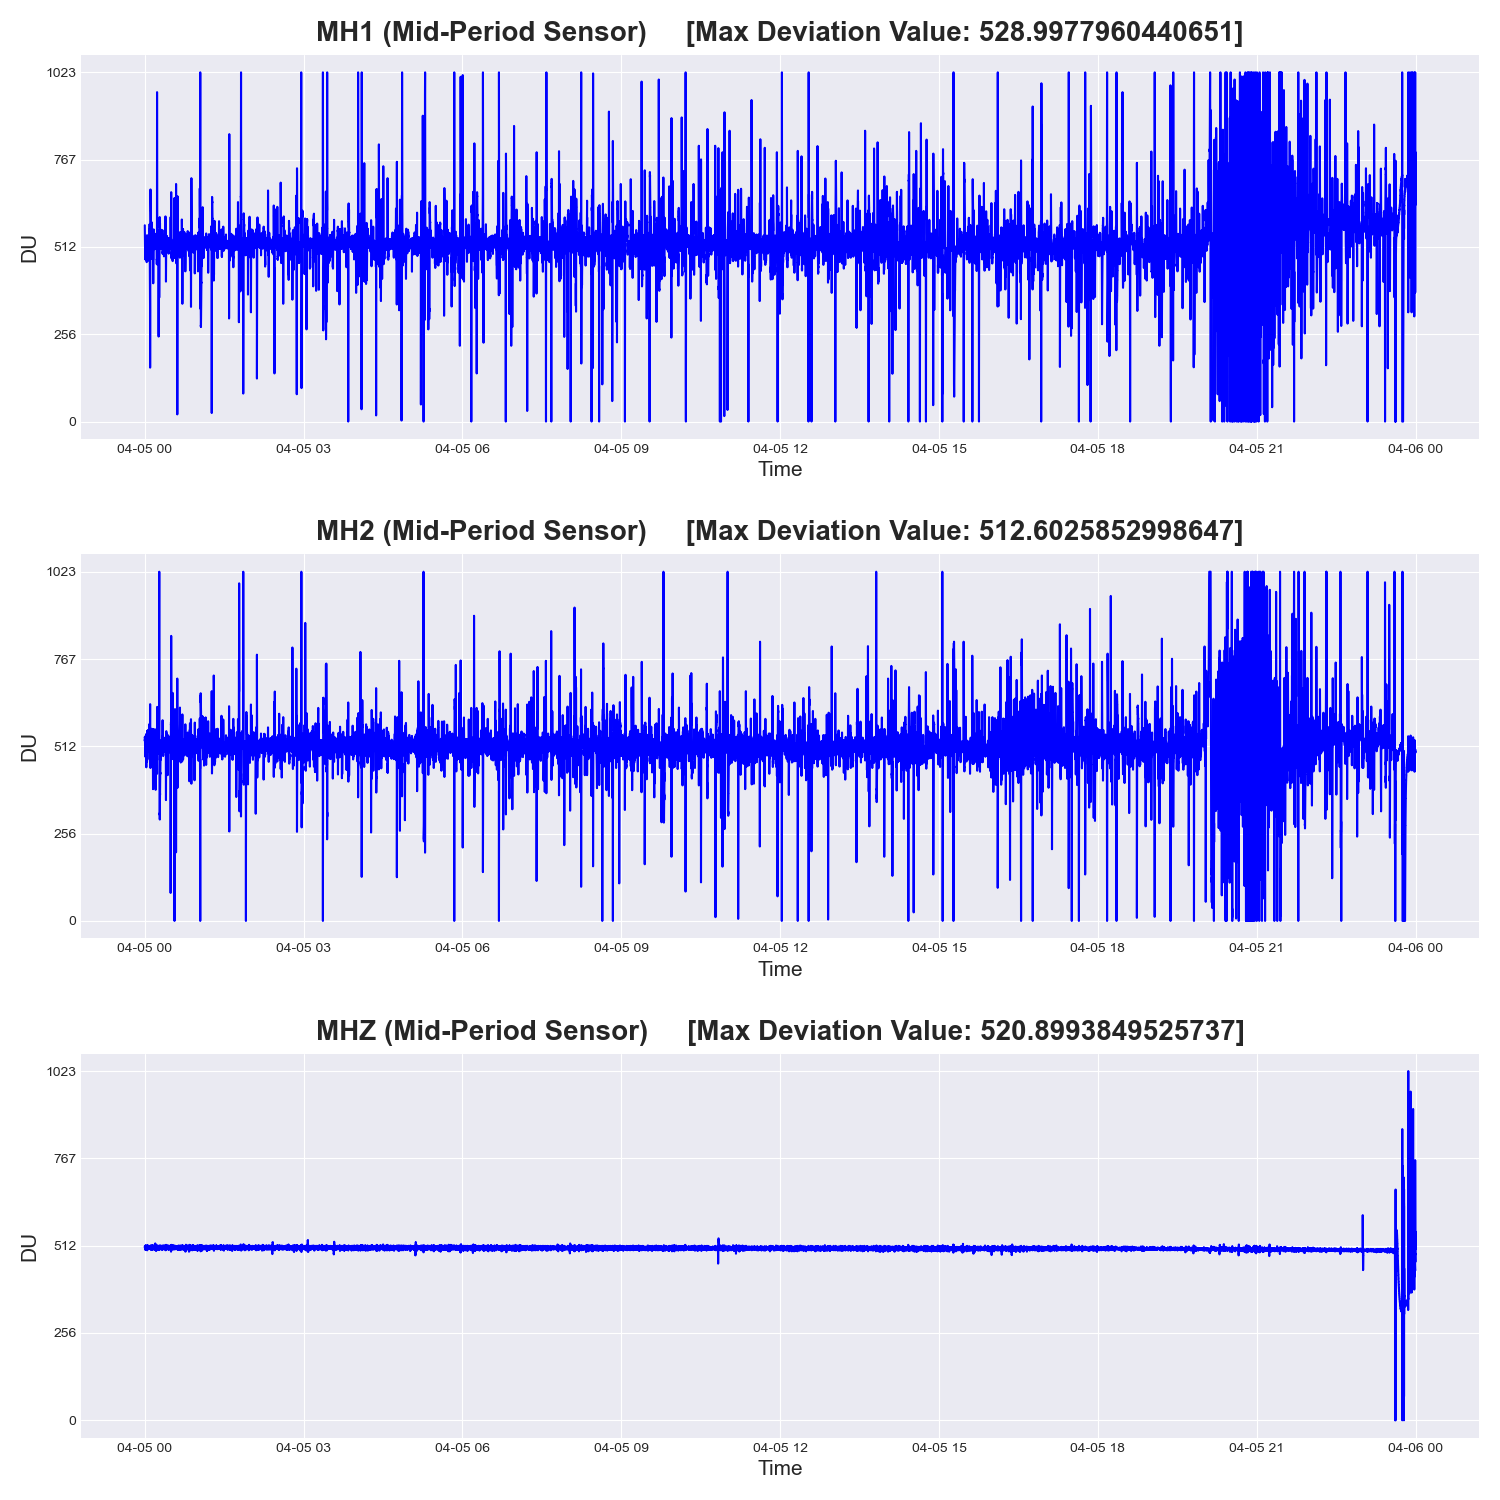 MH1 (Mid-Period Sensor) [Max Deviation Value: 528.9977960440651]
1023
767
512
256
0
DU
04-05 00 04-05 03 04-05 06 04-05 09 04-05 12 04-05 15 04-05 18 04-05 21 04-06 00
Time
MH2 (Mid-Period Sensor) [Max Deviation Value: 512.6025852998647]
1023
767
512
256
0
DU
04-05 00 04-05 03 04-05 06 04-05 09 04-05 12 04-05 15 04-05 18 04-05 21 04-06 00
Time
MHZ (Mid-Period Sensor) [Max Deviation Value: 520.8993849525737]
1023
767
512
256
0
DU
04-05 00 04-05 03 04-05 06 04-05 09 04-05 12 04-05 15 04-05 18 04-05 21 04-06 00
Time